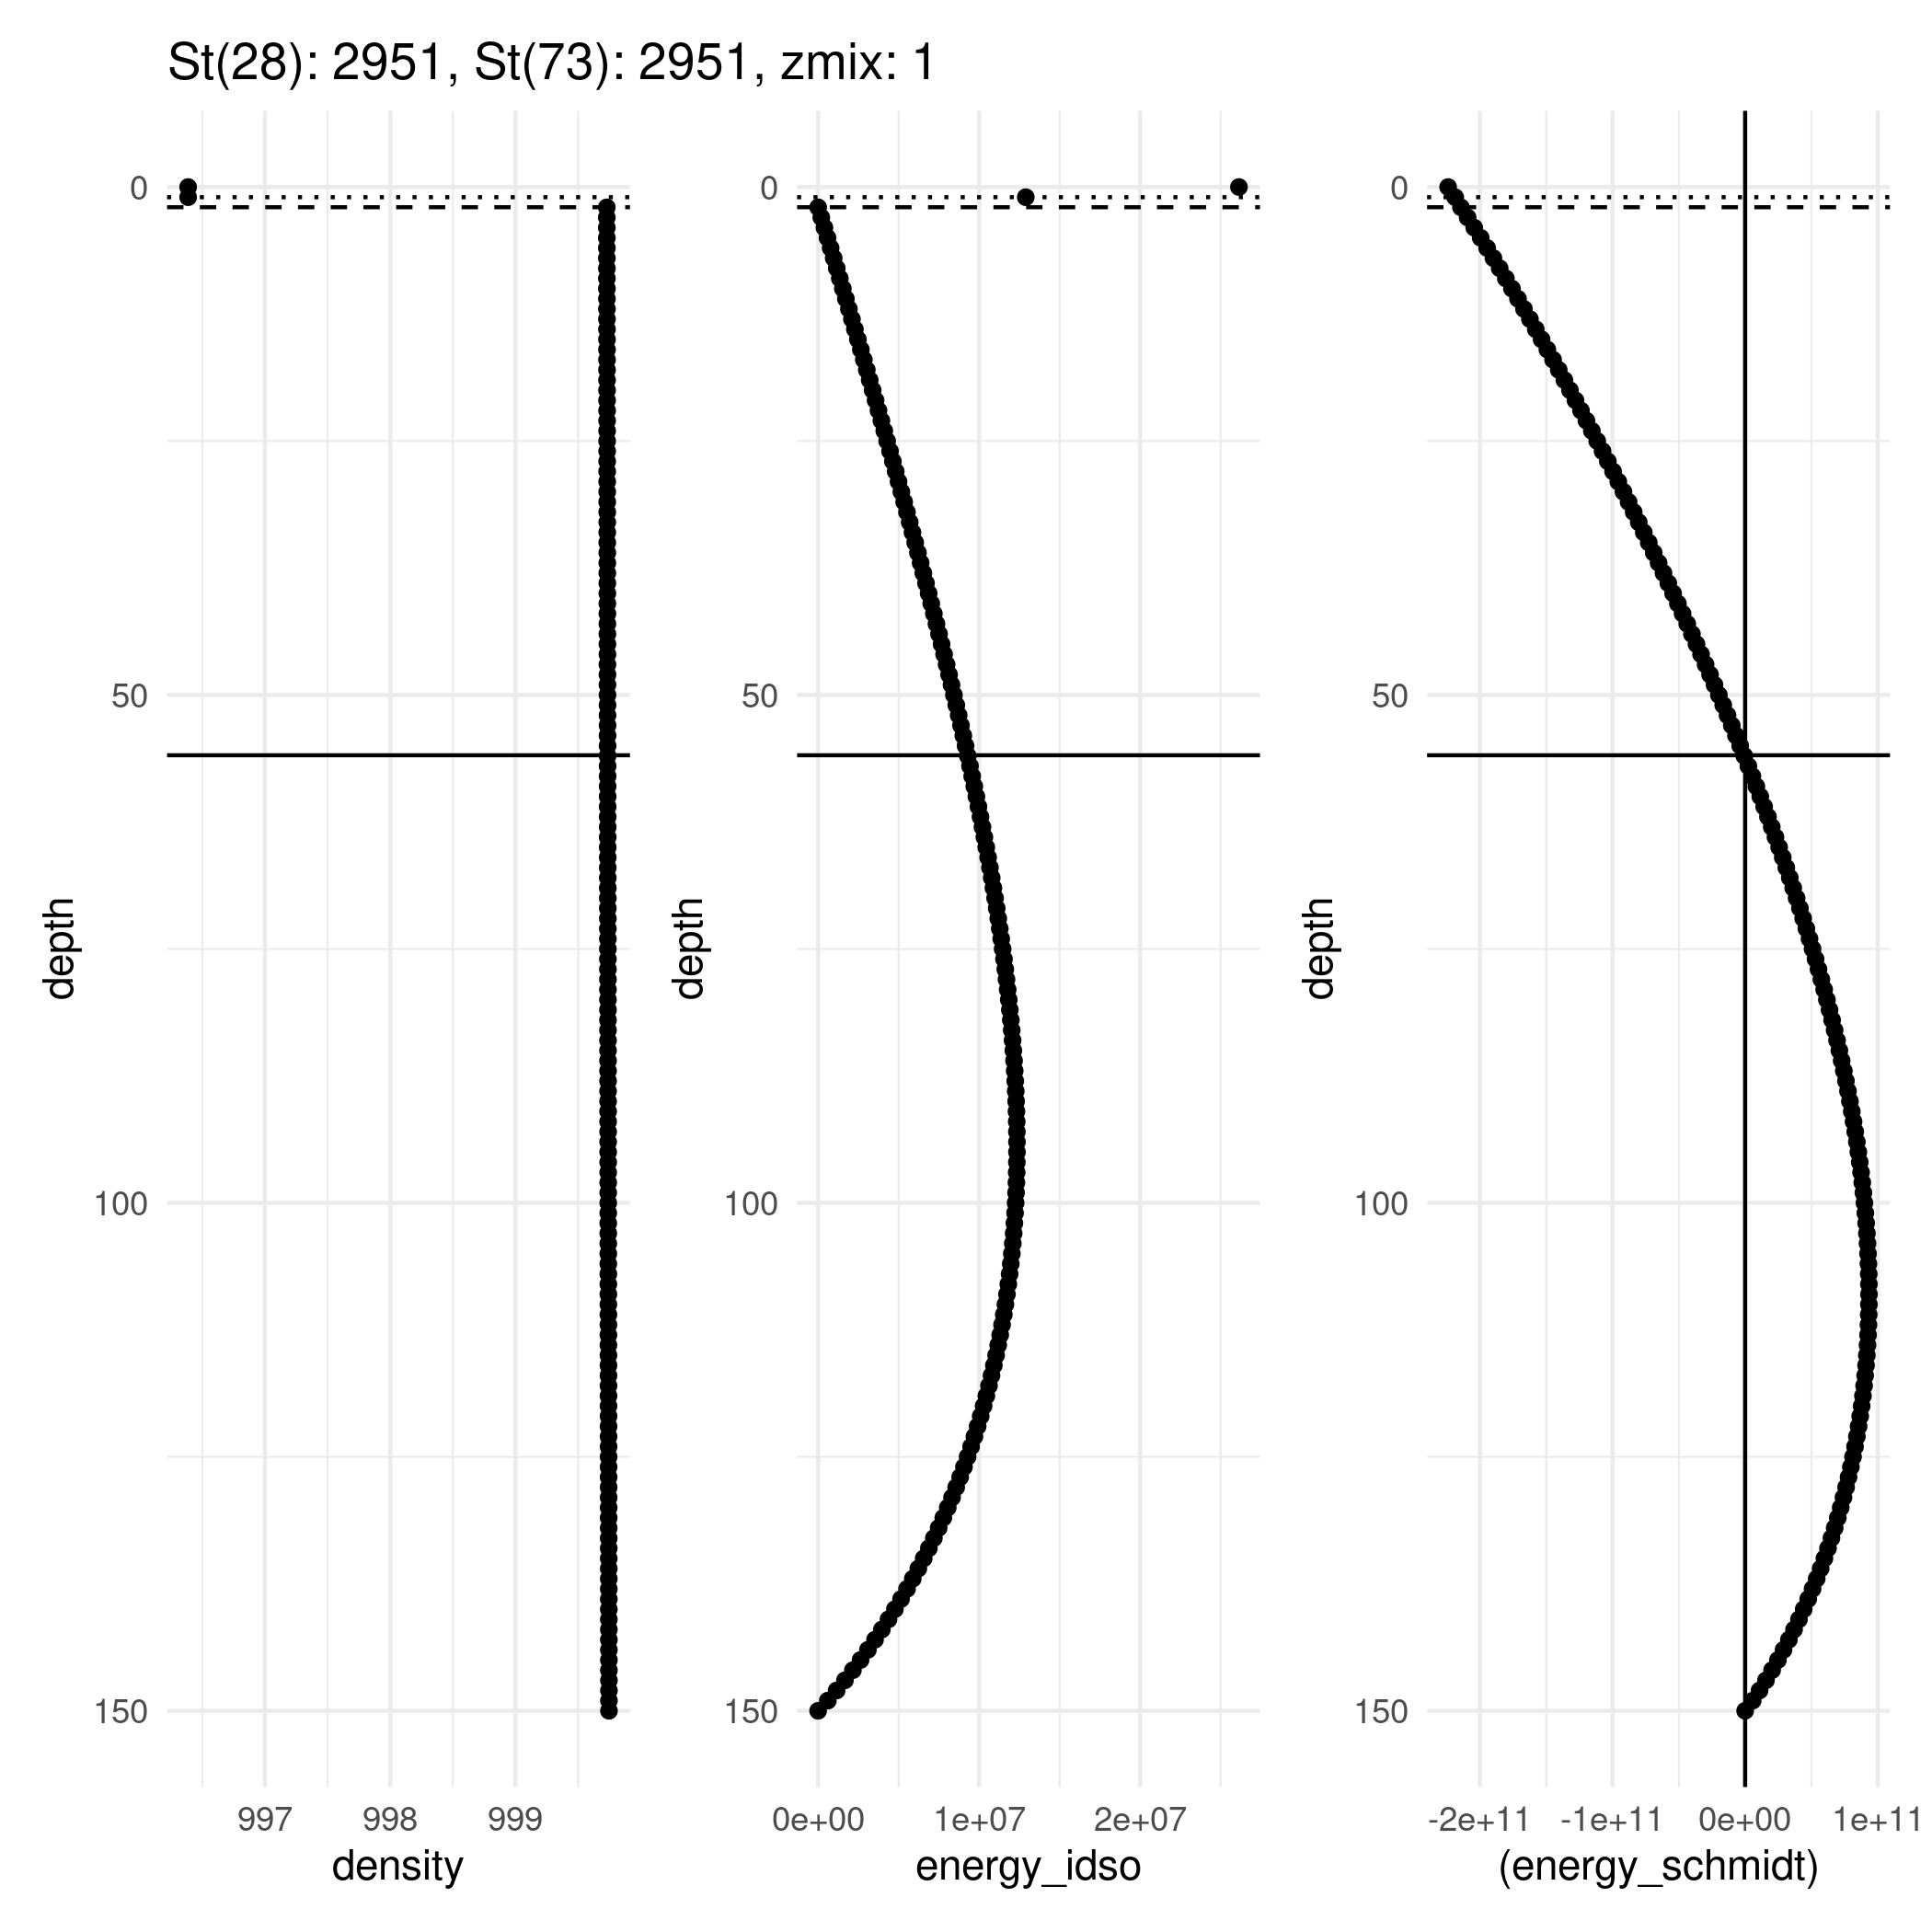 St(28): 2951, St(73): 2951, zmix: 1
0
50
100
150
depth
997
998
999
density
0
50
100
150
depth
0e+00
1e+07
2e+07
energy_idso
0
50
100
150
depth
-2e+11
-1e+11
0e+00
1e+11
(energy_schmidt)